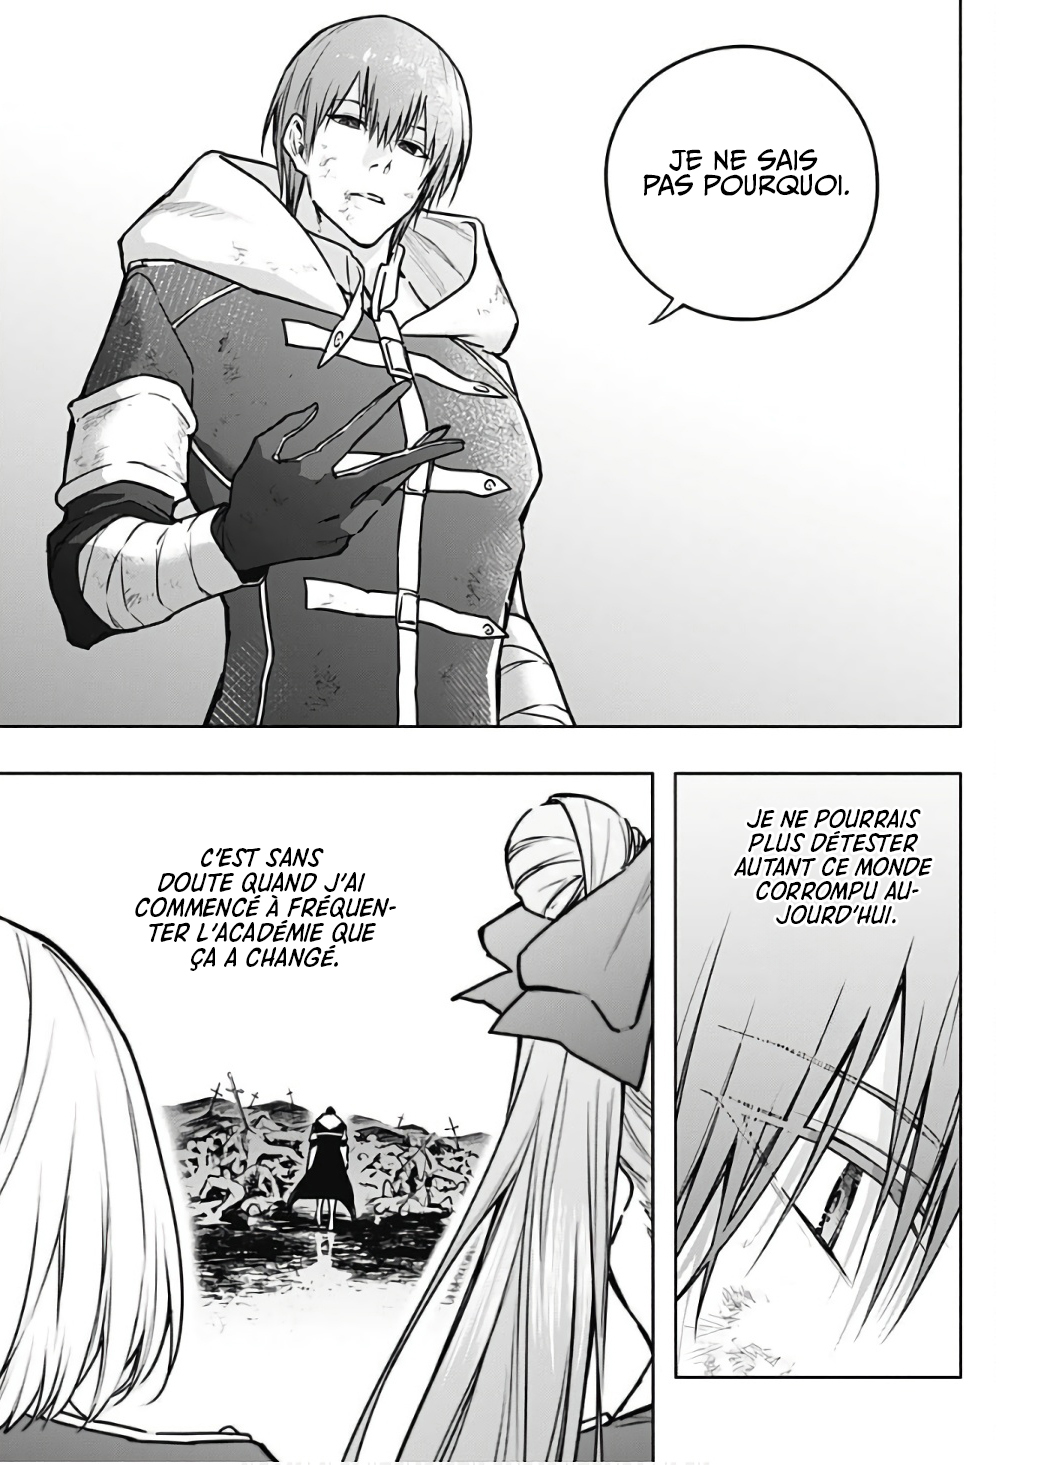 JE NE SAIS
PAS POURQUOI.
JE NE POURRAIS
PLUS DÉTESTER
AUTANT CE MONDE
CORROMPU AU-
JOURD'HUI.
C'EST SANS
DOUTE QUAND J'AI
COMMENCÉ À FRÉQUEN-
TER L'ACADÉMIE QUE
ÇA A CHANGÉ.